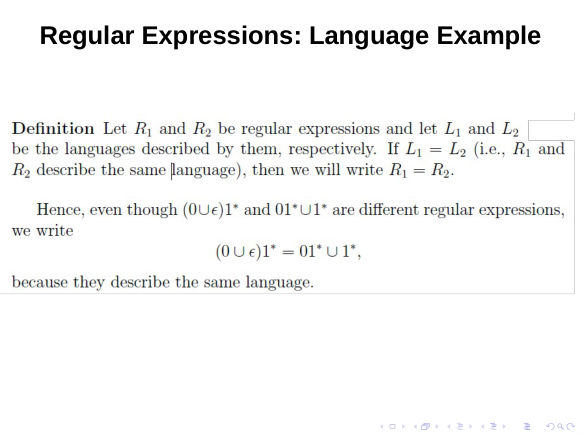 Regular Expressions: Language Example
Definition Let R₁ and R₂ be regular expressions and let L₁ and L₂
be the languages described by them, respectively. If L₁ = L₂ (i.e., R₁ and
R₂ describe the same language), then we will write R₁ = R₂.
Hence, even though (0∪ϵ)1* and 01*∪1* are different regular expressions,
we write
(0 ∪ ϵ)1* = 01* ∪ 1*,
because they describe the same language.